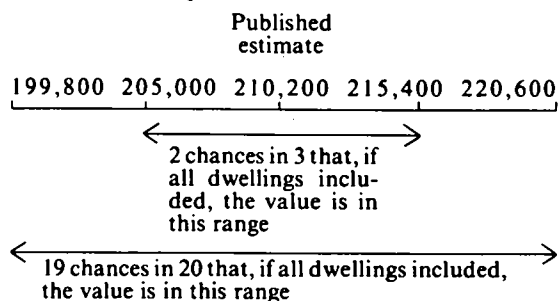 Published
estimate
199,800 205,000 210,200 215,400 220,600
2 chances in 3 that, if
all dwellings inclu-
ded, the value is in
this range
19 chances in 20 that, if all dwellings included,
the value is in this range